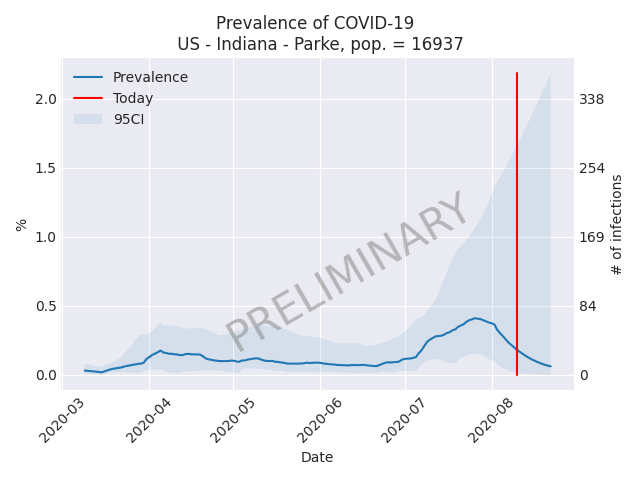 Prevalence of COVID-19
US - Indiana - Parke, pop. = 16937
Prevalence
Today
95CI
PRELIMINARY
%
2.0
1.5
1.0
0.5
0.0
338
254
169
84
0
# of infections
2020-03
2020-04
2020-05
2020-06
2020-07
2020-08
Date